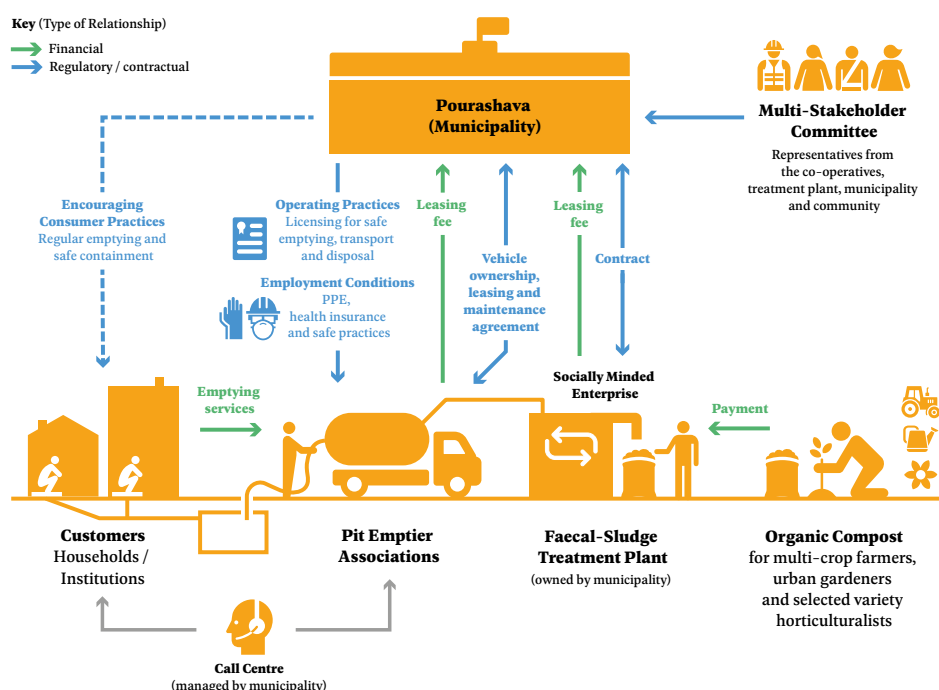 Key (Type of Relationship)
Financial
Regulatory / contractual
Pourashava
(Municipality)
Multi-Stakeholder
Committee
Representatives from
the co-operatives,
treatment plant, municipality
and community
Encouraging
Consumer Practices
Regular emptying and
safe containment
Operating Practices
Licensing for safe
emptying, transport
and disposal
Employment Conditions
PPE,
health insurance
and safe practices
Leasing
fee
Vehicle
ownership,
leasing and
maintenance
agreement
Leasing
fee
Contract
Socially Minded
Enterprise
Emptying
services
Payment
Customers
Households /
Institutions
Pit Emptier
Associations
Faecal-Sludge
Treatment Plant
(owned by municipality)
Organic Compost
for multi-crop farmers,
urban gardeners
and selected variety
horticulturalists
Call Centre
(managed by municipality)